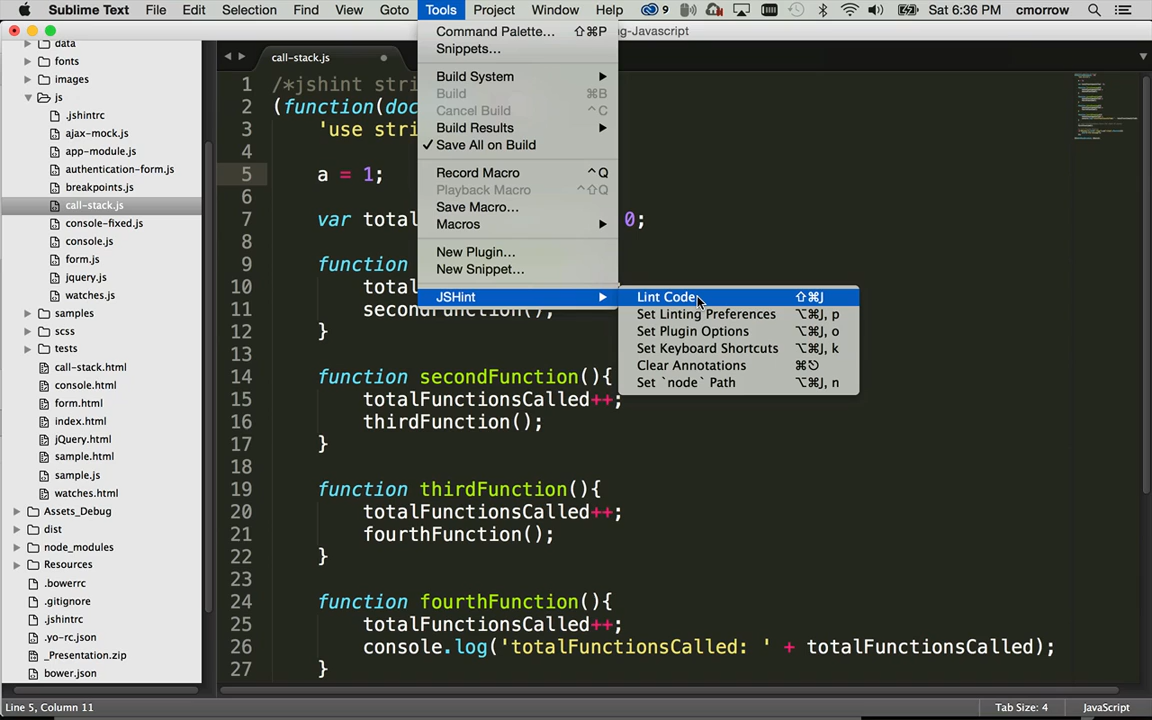 Sublime Text File Edit Selection Find View Goto Tools Project Window Help 9 Sat 6:36 PM cmorrow
g-Javascript
data
fonts
images
js
.jshintrc
ajax-mock.js
app-module.js
authentication-form.js
breakpoints.js
call-stack.js
console-fixed.js
console.js
form.js
jquery.js
watches.js
samples
scss
tests
call-stack.html
console.html
form.html
index.html
jQuery.html
sample.html
sample.js
watches.html
Assets_Debug
dist
node_modules
Resources
.bowerrc
.gitignore
.jshintrc
.yo-rc.json
_Presentation.zip
bower.json
call-stack.js
1 /*jshint stri
2 (function(doc
3 'use stri
4
5 a = 1;
6
7 var total 0;
8
9 function
10 total
11 secondFunction();
12 }
13
14 function secondFunction(){
15 totalFunctionsCalled++;
16 thirdFunction();
17 }
18
19 function thirdFunction(){
20 totalFunctionsCalled++;
21 fourthFunction();
22 }
23
24 function fourthFunction(){
25 totalFunctionsCalled++;
26 console.log('totalFunctionsCalled: ' + totalFunctionsCalled);
27 }
Command Palette... ⇧⌘P
Snippets...
Build System
Build ⌘B
Cancel Build ^C
Build Results
✓ Save All on Build
Record Macro ^Q
Playback Macro ^⇧Q
Save Macro...
Macros
New Plugin...
New Snippet...
JSHint
Lint Code ⇧⌘J
Set Linting Preferences ⌥⌘J, p
Set Plugin Options ⌥⌘J, o
Set Keyboard Shortcuts ⌥⌘J, k
Clear Annotations ⌘⎋
Set `node` Path ⌥⌘J, n
Line 5, Column 11 Tab Size: 4 JavaScript